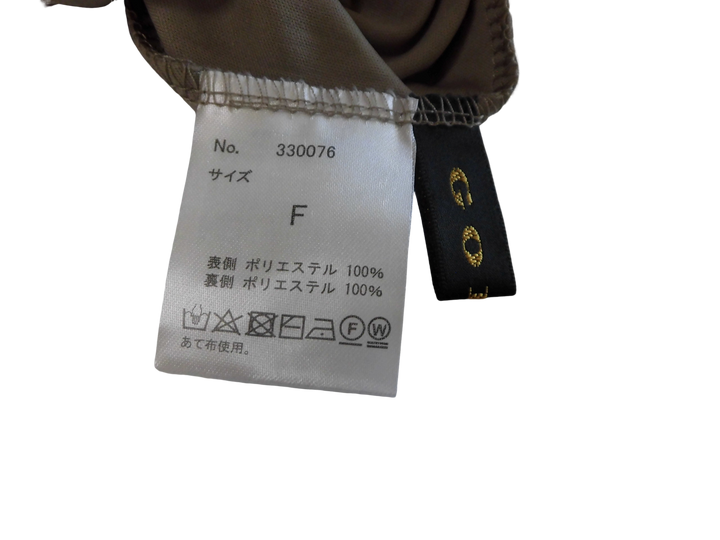 No. 330076
サイズ
F
表側 ポリエステル 100%
裏側 ポリエステル 100%
F W
あて布使用。
G O